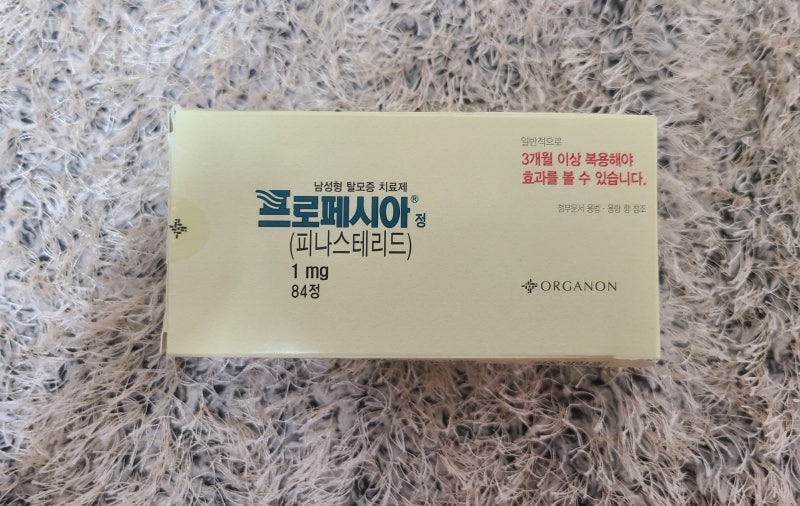 남성형 탈모증 치료제
프로페시아® 정
(피나스테리드)
1 mg
84정
일반적으로
3개월 이상 복용해야
효과를 볼 수 있습니다.
첨부문서 용법·용량 항 참조
ORGANON